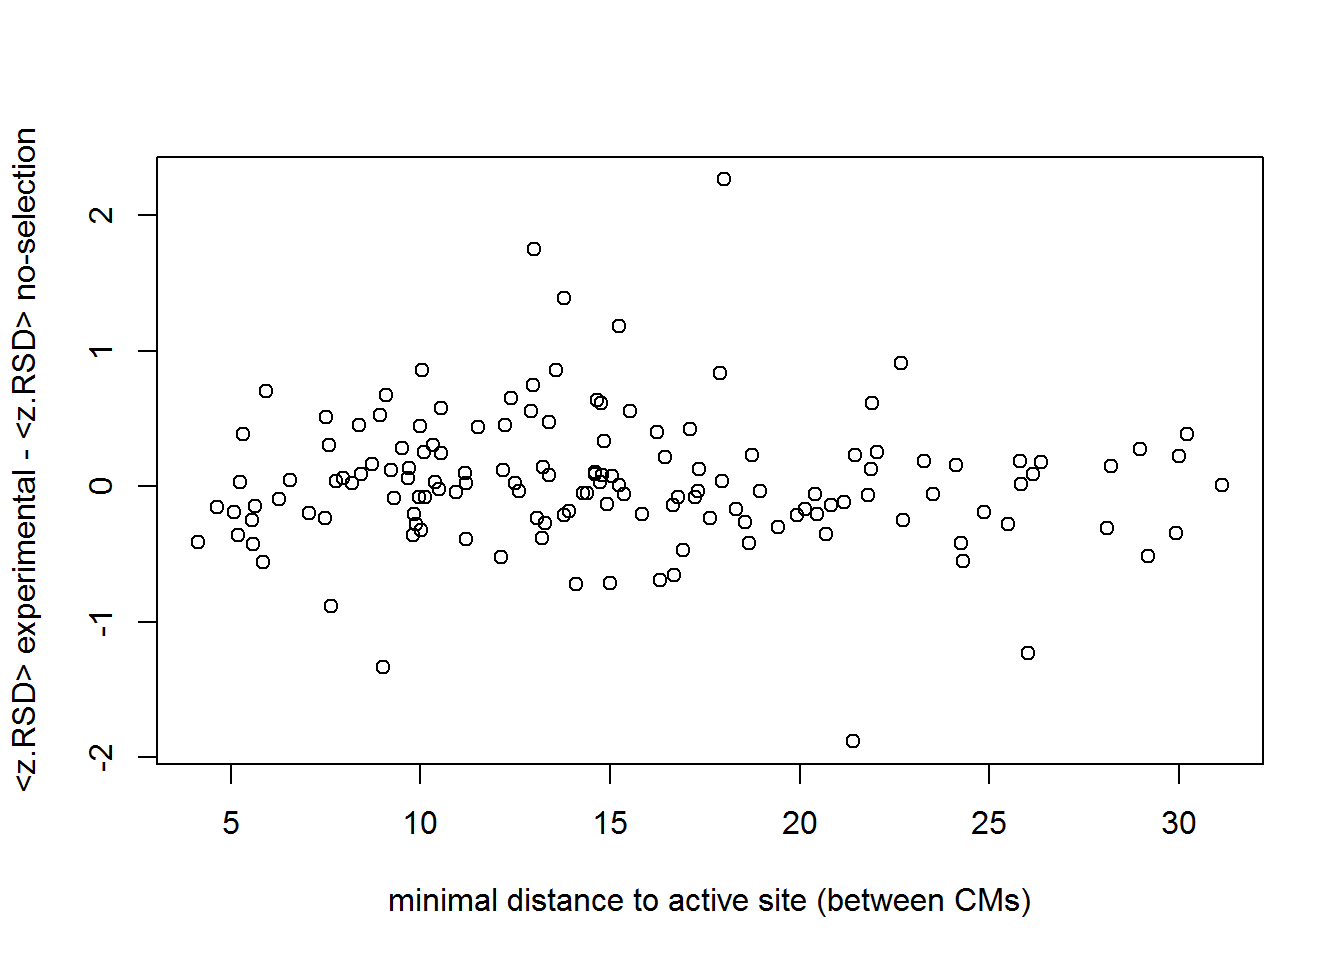 <z.RSD> experimental - <z.RSD> no-selection
2
1
0
-1
-2
5 10 15 20 25 30
minimal distance to active site (between CMs)